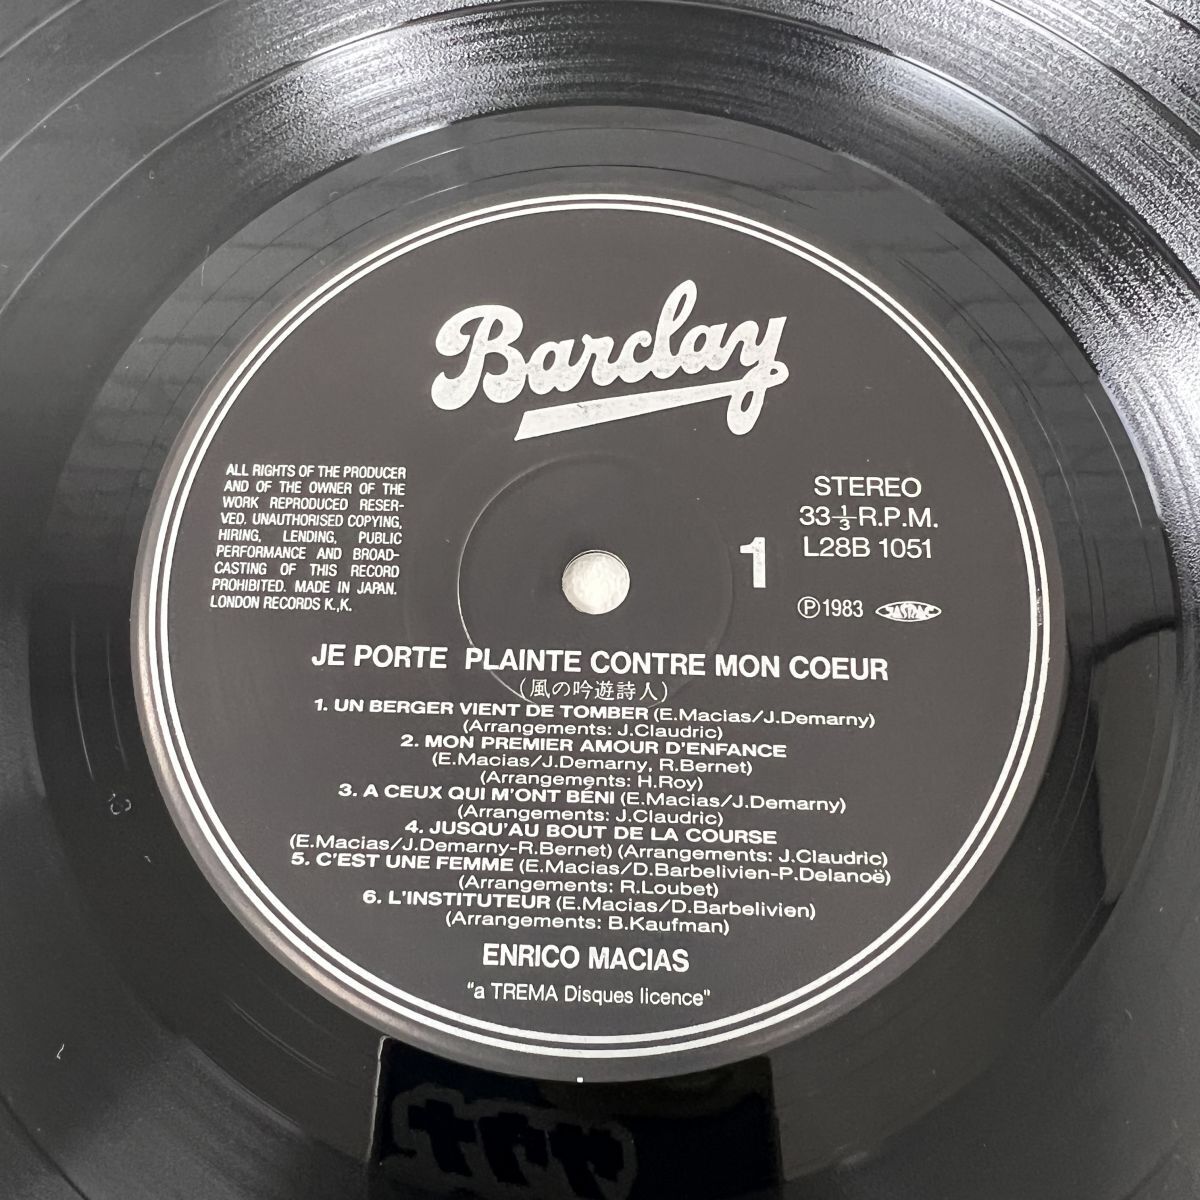 Barclay
ALL RIGHTS OF THE PRODUCER
AND OF THE OWNER OF THE
WORK REPRODUCED RESER-
VED. UNAUTHORISED COPYING,
HIRING, LENDING, PUBLIC
PERFORMANCE AND BROAD-
CASTING OF THIS RECORD
PROHIBITED. MADE IN JAPAN.
LONDON RECORDS K.,K.
STEREO
33 1/3 R.P.M.
L28B 1051
1
Ⓟ1983 JASRAC
JE PORTE PLAINTE CONTRE MON COEUR
(風の吟遊詩人)
1. UN BERGER VIENT DE TOMBER (E.Macias/J.Demarny)
(Arrangements: J.Claudric)
2. MON PREMIER AMOUR D'ENFANCE
(E.Macias/J.Demarny, R.Bernet)
(Arrangements: H.Roy)
3. A CEUX QUI M'ONT BÉNI (E.Macias/J.Demarny)
(Arrangements: J.Claudric)
4. JUSQU'AU BOUT DE LA COURSE
(E.Macias/J.Demarny-R.Bernet) (Arrangements: J.Claudric)
5. C'EST UNE FEMME (E.Macias/D.Barbelivien-P.Delanoë)
(Arrangements: R.Loubet)
6. L'INSTITUTEUR (E.Macias/D.Barbelivien)
(Arrangements: B.Kaufman)
ENRICO MACIAS
"a TREMA Disques licence"